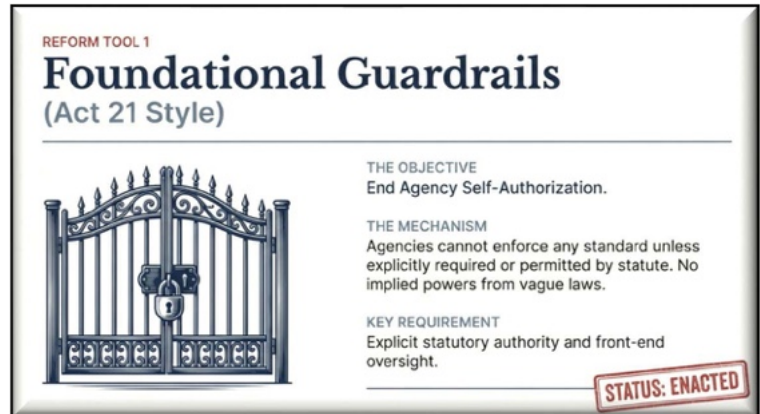 REFORM TOOL 1
Foundational Guardrails
(Act 21 Style)
THE OBJECTIVE
End Agency Self-Authorization.
THE MECHANISM
Agencies cannot enforce any standard unless
explicitly required or permitted by statute. No
implied powers from vague laws.
KEY REQUIREMENT
Explicit statutory authority and front-end
oversight.
STATUS: ENACTED